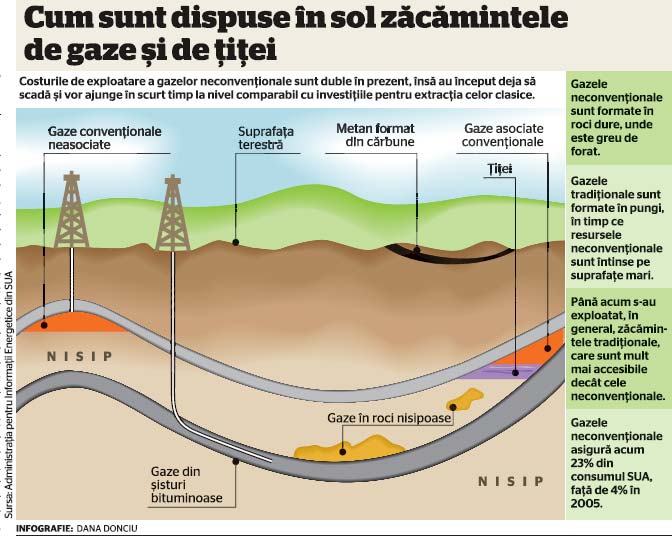 Cum sunt dispuse în sol zăcămintele
de gaze și de țiței
Costurile de exploatare a gazelor neconvenționale sunt duble în prezent, însă au început deja să
scadă și vor ajunge în scurt timp la nivel comparabil cu investițiile pentru extracția celor clasice.
Gaze convenționale
neasociate
Suprafața
terestră
Metan format
din cărbune
Gaze asociate
convenționale
Țiței
NISIP
Gaze în roci nisipoase
Gaze din
șisturi
bituminoase
NISIP
Gazele
neconvenționale
sunt formate în
roci dure, unde
este greu de
forat.
Gazele
tradiționale sunt
formate în pungi,
în timp ce
resursele
neconvenționale
sunt întinse pe
suprafațe mari.
Până acum s-au
exploatat, în
general, zăcămin-
tele tradiționale,
care sunt mult
mai accesibile
decât cele
neconvenționale.
Gazele
neconvenționale
asigură acum
23% din
consumul SUA,
față de 4% în
2005.
Sursa: Administrația pentru Informații Energetice din SUA
INFOGRAFIE: DANA DONCIU